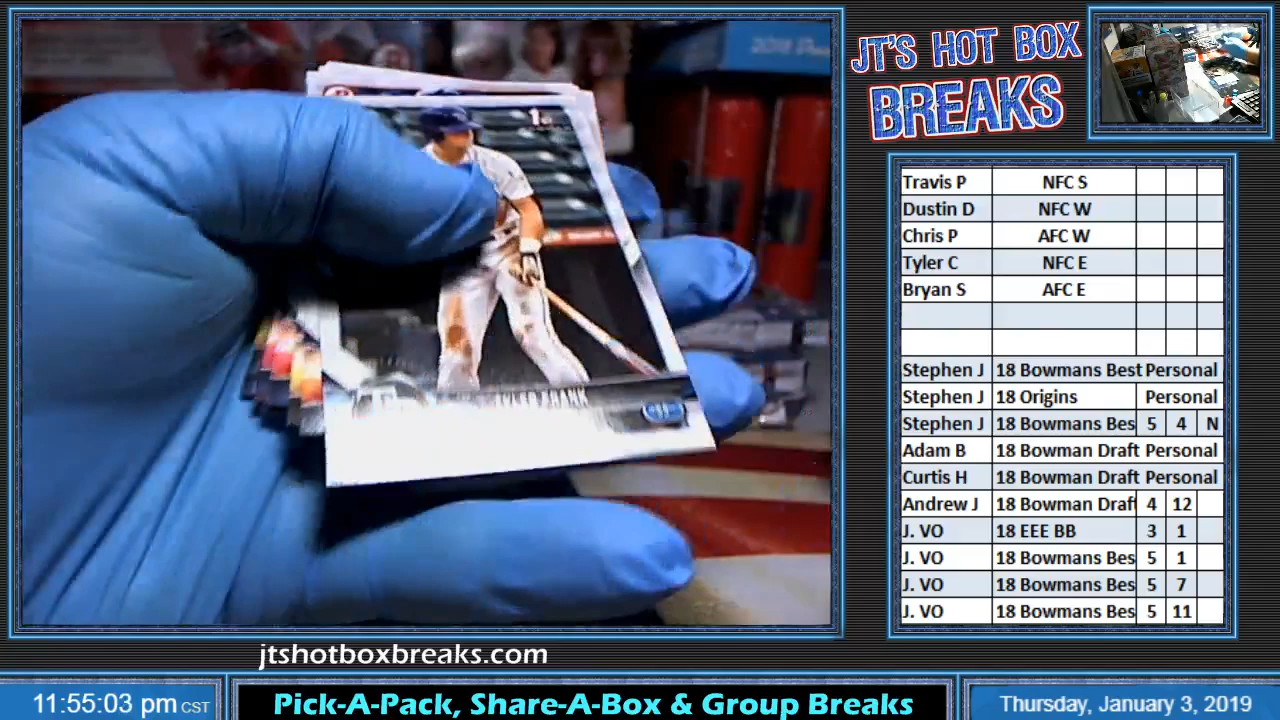 JT'S HOT BOX
BREAKS
Travis P NFC S
Dustin D NFC W
Chris P AFC W
Tyler C NFC E
Bryan S AFC E
Stephen J 18 Bowmans Best Personal
Stephen J 18 Origins Personal
Stephen J 18 Bowmans Bes 5 4 N
Adam B 18 Bowman Draft Personal
Curtis H 18 Bowman Draft Personal
Andrew J 18 Bowman Draf 4 12
J. VO 18 EEE BB 3 1
J. VO 18 Bowmans Bes 5 1
J. VO 18 Bowmans Bes 5 7
J. VO 18 Bowmans Bes 5 11
jtshotboxbreaks.com
11:55:03 pm CST
Pick-A-Pack, Share-A-Box & Group Breaks
Thursday, January 3, 2019